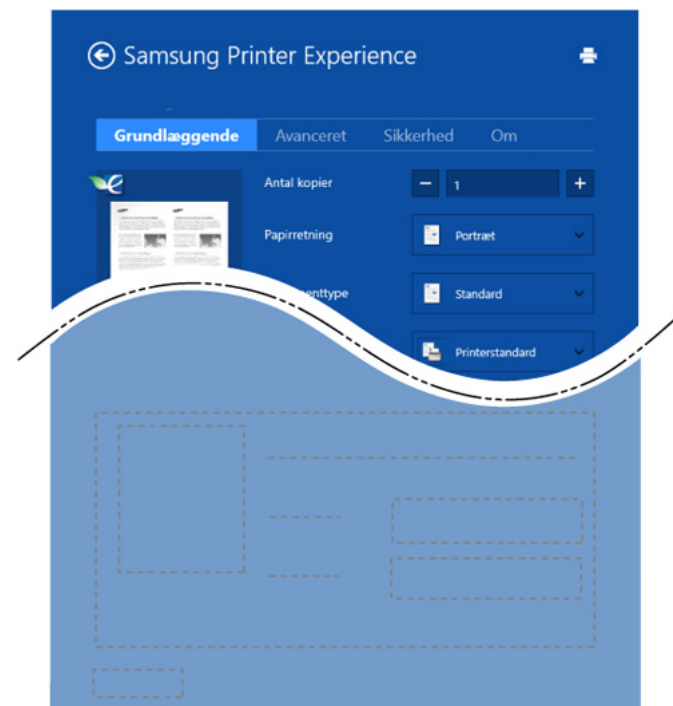 Samsung Printer Experience
Grundlæggende Avanceret Sikkerhed Om
Antal kopier 1
Papirretning Portræt
Standard
Printerstandard